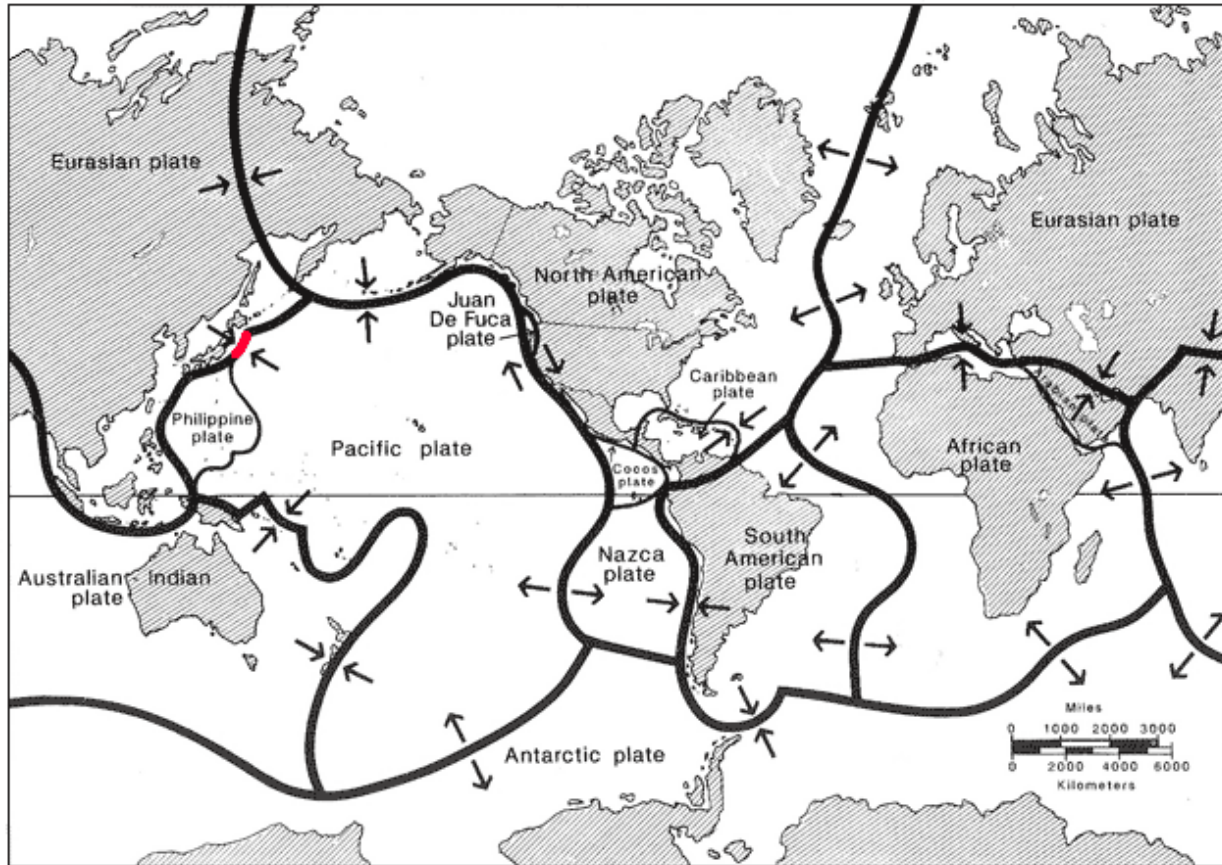 Eurasian plate
Eurasian plate
North American
plate
Juan
De Fuca
plate
Caribbean
plate
Philippine
plate
Pacific plate
Cocos
plate
African
plate
Arabian plate
Nazca
plate
South
American
plate
Australian - Indian
plate
Antarctic plate
Miles
0 1000 2000 3000
0 2000 4000 6000
Kilometers